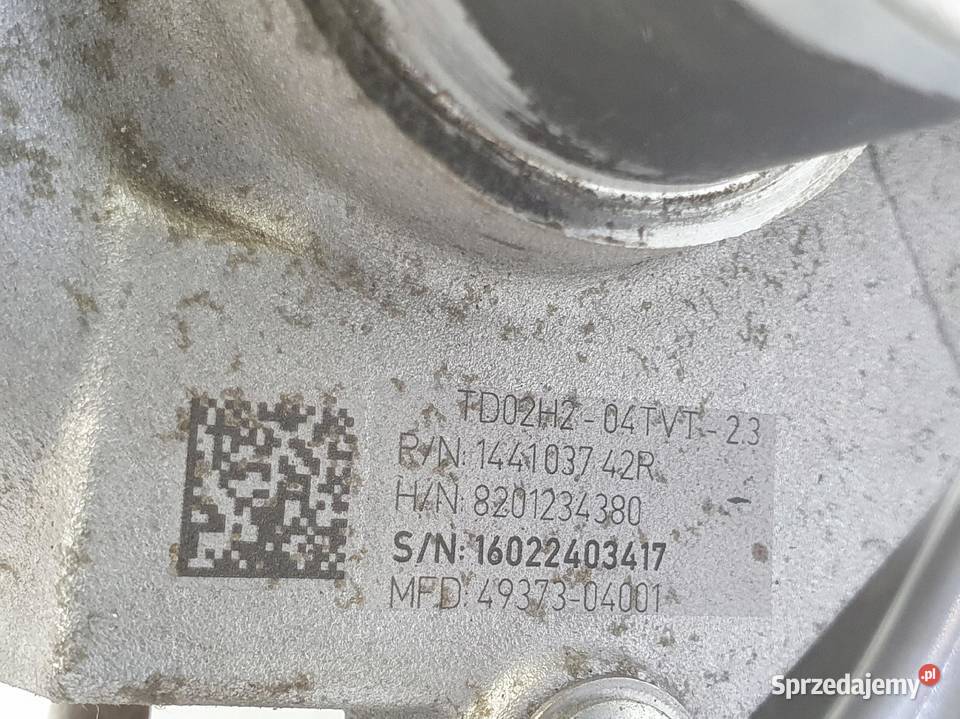 TD02H2 - 04TVT - 2.3
R/N: 144103742R
H/N: 8201234380 -
S/N: 16022403417
MFD: 49373-04001
Sprzedajemy.pl